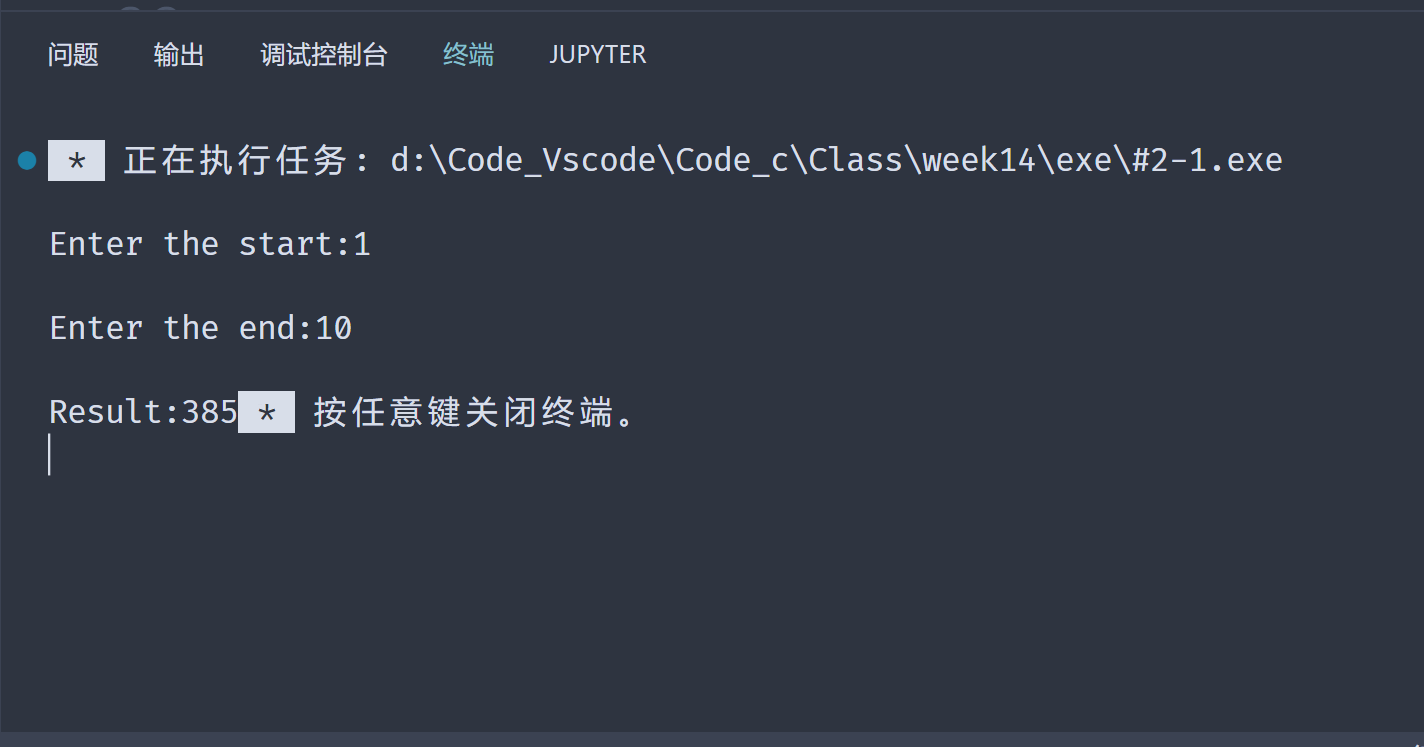 问题 输出 调试控制台 终端 JUPYTER
* 正在执行任务: d:\Code_Vscode\Code_c\Class\week14\exe\#2-1.exe
Enter the start:1
Enter the end:10
Result:385 * 按任意键关闭终端。